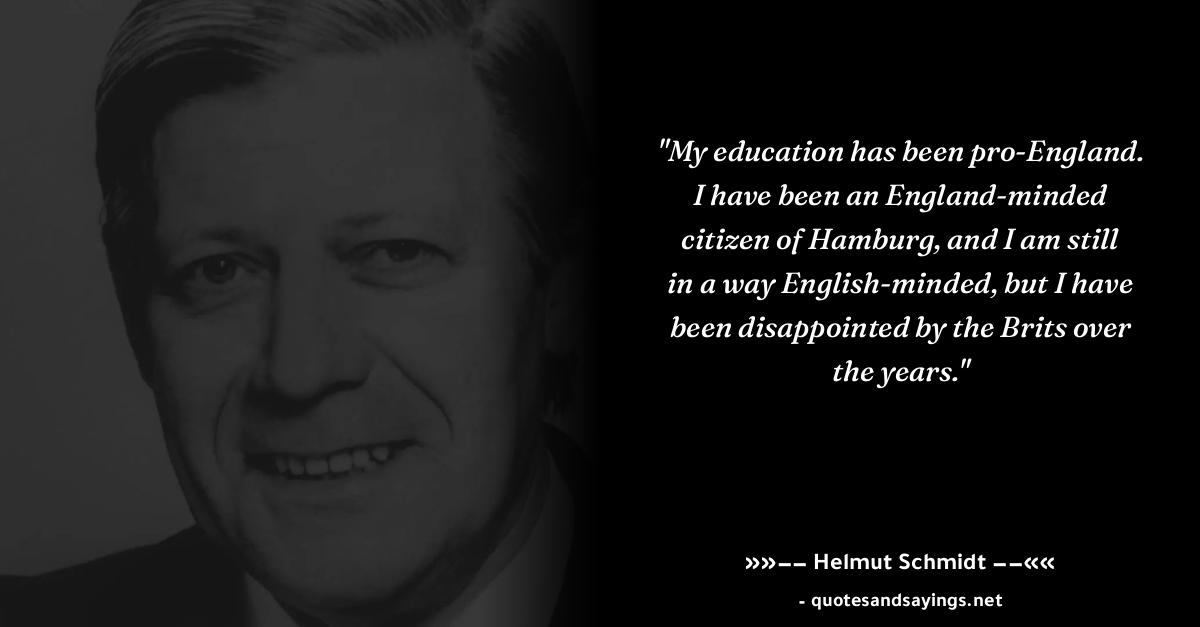 "My education has been pro-England.
I have been an England-minded
citizen of Hamburg, and I am still
in a way English-minded, but I have
been disappointed by the Brits over
the years."
»»–– Helmut Schmidt ––««
- quotesandsayings.net